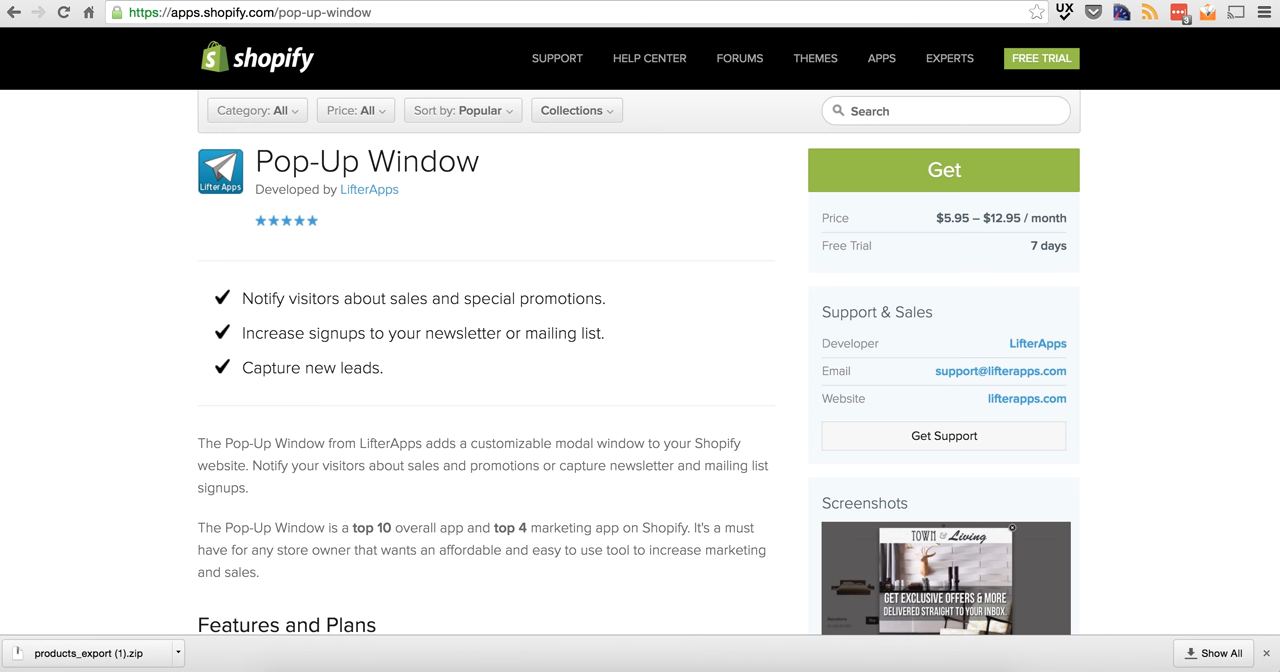 https://apps.shopify.com/pop-up-window
UX
3
shopify
SUPPORT HELP CENTER FORUMS THEMES APPS EXPERTS FREE TRIAL
Category: All Price: All Sort by: Popular Collections Search
Lifter Apps
Pop-Up Window
Developed by LifterApps
Get
Price $5.95 – $12.95 / month
Free Trial 7 days
Notify visitors about sales and special promotions.
Increase signups to your newsletter or mailing list.
Capture new leads.
Support & Sales
Developer LifterApps
Email support@lifterapps.com
Website lifterapps.com
Get Support
The Pop-Up Window from LifterApps adds a customizable modal window to your Shopify
website. Notify your visitors about sales and promotions or capture newsletter and mailing list
signups.
The Pop-Up Window is a top 10 overall app and top 4 marketing app on Shopify. It's a must
have for any store owner that wants an affordable and easy to use tool to increase marketing
and sales.
Features and Plans
Screenshots
TOWN & Living
GET EXCLUSIVE OFFERS & MORE
DELIVERED STRAIGHT TO YOUR INBOX.
products_export (1).zip
Show All